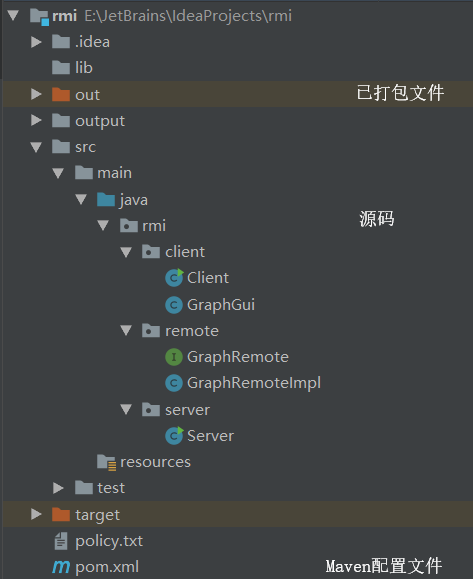 rmi E:\JetBrains\IdeaProjects\rmi
.idea
lib
out 已打包文件
output
src
main
java
源码
rmi
client
C Client
C GraphGui
remote
I GraphRemote
C GraphRemoteImpl
server
C Server
resources
test
target
policy.txt
m pom.xml Maven配置文件